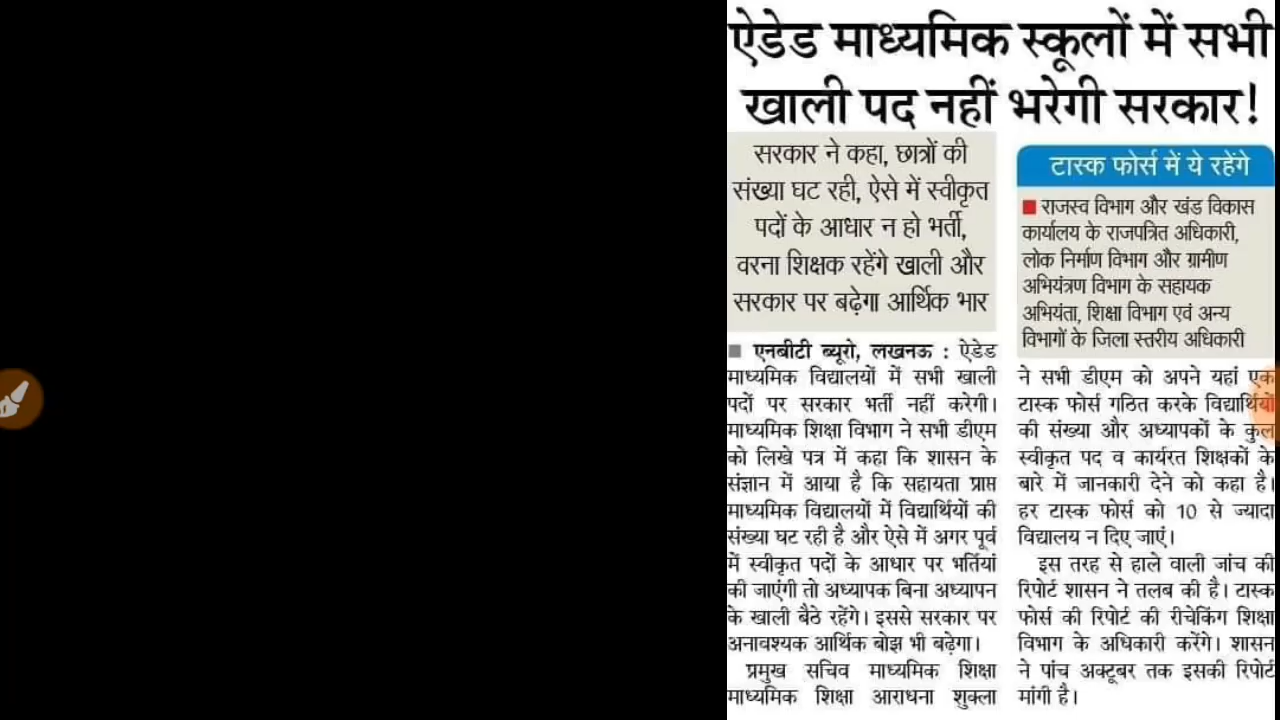 ऐडेड माध्यमिक स्कूलों में सभी
खाली पद नहीं भरेगी सरकार!
सरकार ने कहा, छात्रों की
संख्या घट रही, ऐसे में स्वीकृत
पदों के आधार न हो भर्ती,
वरना शिक्षक रहेंगे खाली और
सरकार पर बढ़ेगा आर्थिक भार
■ एनबीटी ब्यूरो, लखनऊ : ऐडेड
माध्यमिक विद्यालयों में सभी खाली
पदों पर सरकार भर्ती नहीं करेगी।
माध्यमिक शिक्षा विभाग ने सभी डीएम
को लिखे पत्र में कहा कि शासन के
संज्ञान में आया है कि सहायता प्राप्त
माध्यमिक विद्यालयों में विद्यार्थियों की
संख्या घट रही है और ऐसे में अगर पूर्व
में स्वीकृत पदों के आधार पर भर्तियां
की जाएंगी तो अध्यापक बिना अध्यापन
के खाली बैठे रहेंगे। इससे सरकार पर
अनावश्यक आर्थिक बोझ भी बढ़ेगा।
प्रमुख सचिव माध्यमिक शिक्षा
माध्यमिक शिक्षा आराधना शुक्ला
टास्क फोर्स में ये रहेंगे
■ राजस्व विभाग और खंड विकास
कार्यालय के राजपत्रित अधिकारी,
लोक निर्माण विभाग और ग्रामीण
अभियंत्रण विभाग के सहायक
अभियंता, शिक्षा विभाग एवं अन्य
विभागों के जिला स्तरीय अधिकारी
ने सभी डीएम को अपने यहां एक
टास्क फोर्स गठित करके विद्यार्थियों
की संख्या और अध्यापकों के कुल
स्वीकृत पद व कार्यरत शिक्षकों के
बारे में जानकारी देने को कहा है।
हर टास्क फोर्स को 10 से ज्यादा
विद्यालय न दिए जाएं।
इस तरह से हाले वाली जांच की
रिपोर्ट शासन ने तलब की है। टास्क
फोर्स की रिपोर्ट की रीचेकिंग शिक्षा
विभाग के अधिकारी करेंगे। शासन
ने पांच अक्टूबर तक इसकी रिपोर्ट
मांगी है।